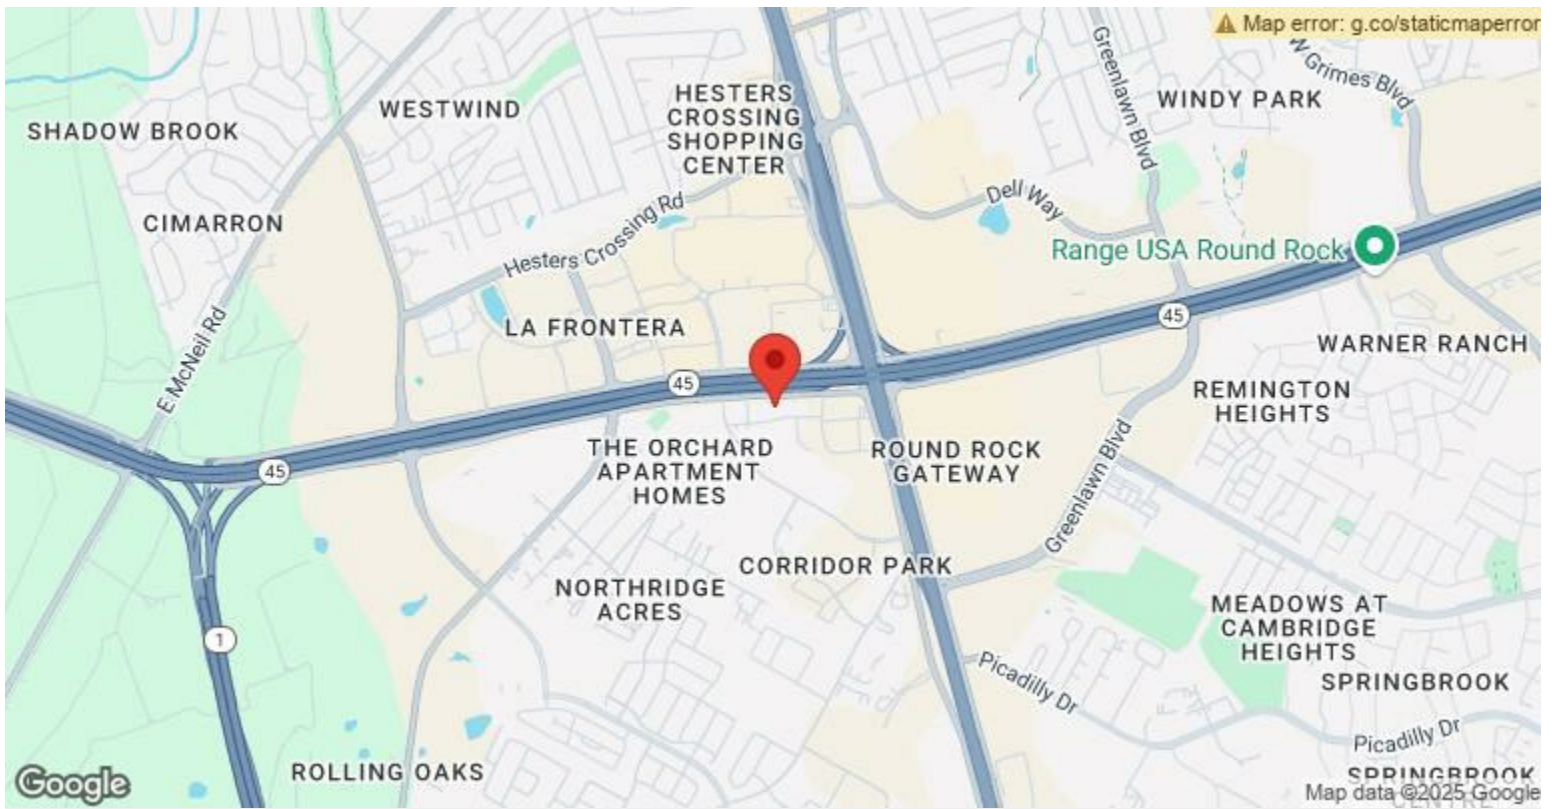 Map error: g.co/staticmaperror
Greenlawn Blvd
W Grimes Blvd
WESTWIND
HESTERS
CROSSING
SHOPPING
CENTER
WINDY PARK
SHADOW BROOK
CIMARRON
Hesters Crossing Rd
Dell Way
Range USA Round Rock
LA FRONTERA
45
WARNER RANCH
E McNeil Rd
45
REMINGTON
HEIGHTS
THE ORCHARD
APARTMENT
HOMES
ROUND ROCK
GATEWAY
45
Greenlawn Blvd
CORRIDOR PARK
NORTHRIDGE
ACRES
MEADOWS AT
CAMBRIDGE
HEIGHTS
1
Picadilly Dr
SPRINGBROOK
Picadilly Dr
ROLLING OAKS
SPRINGBROOK
Google
Map data ©2025 Google